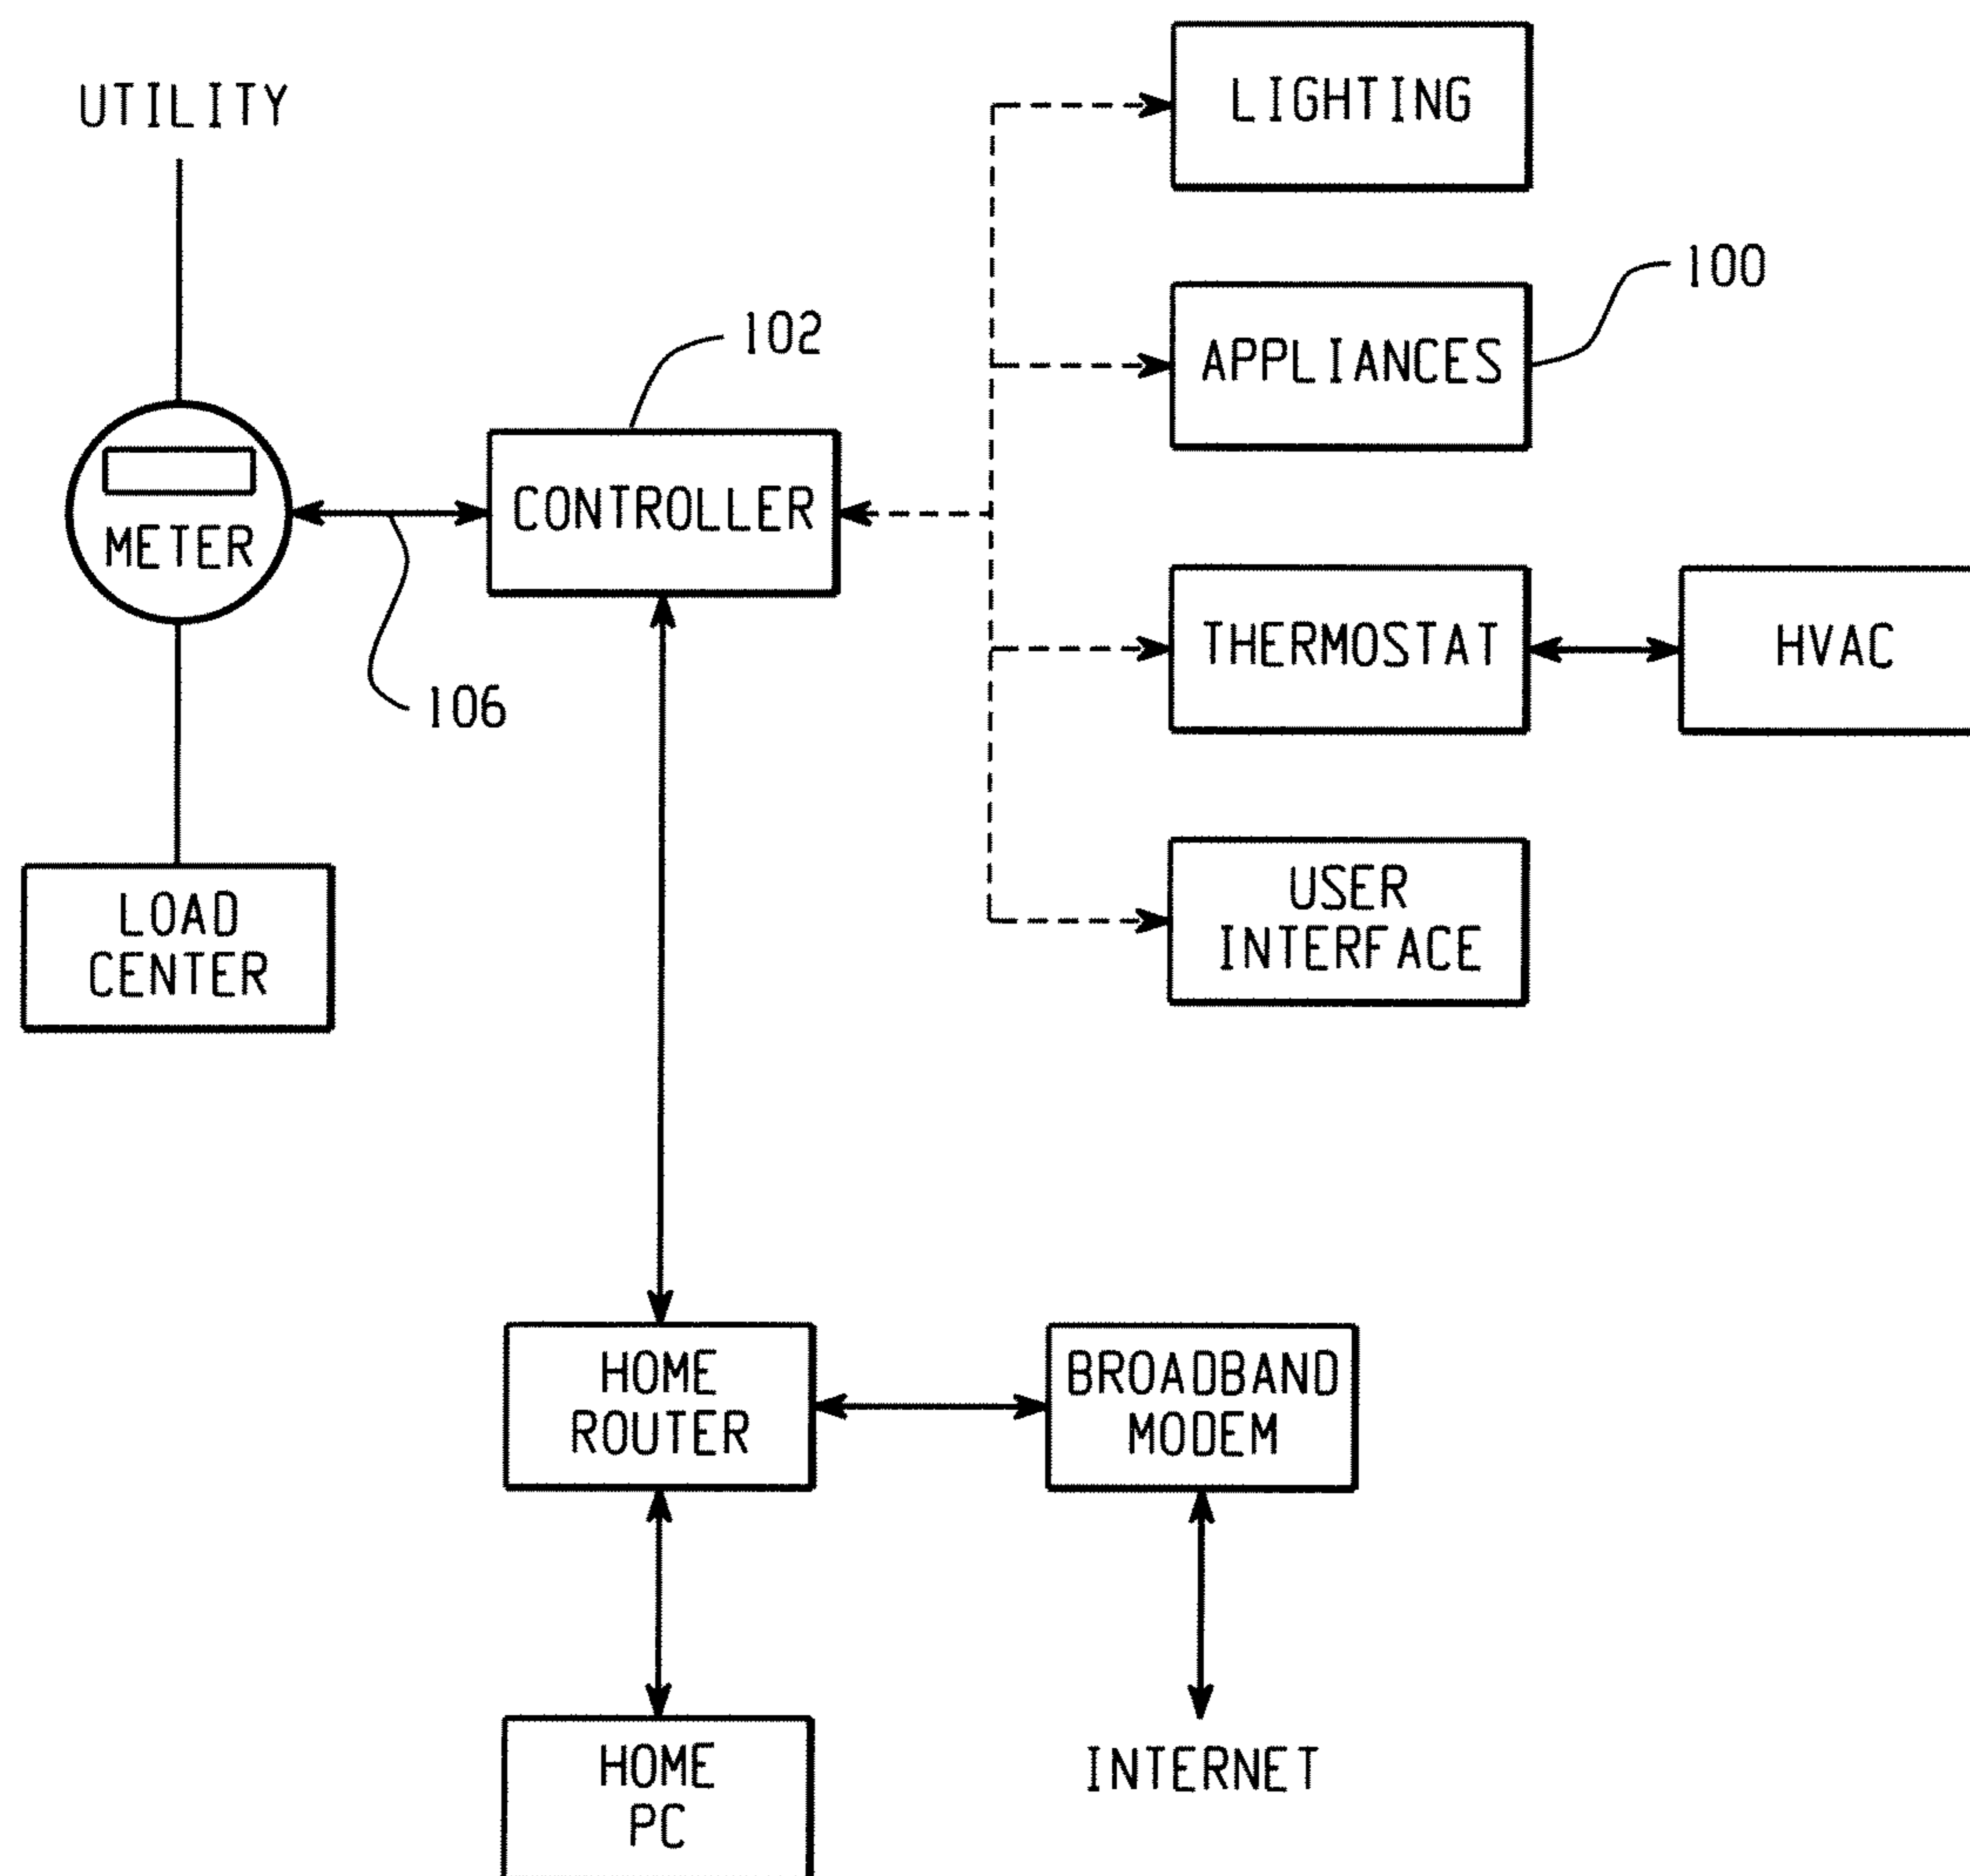 LIGHTING
UTILITY
100
102
APPLIANCES
CONTROLLER
METER
THERMOSTAT
HVAC
106
USER
INTERFACE
LOAD
CENTER
HOME
ROUTER
BROADBAND
MODEM
HOME
PC
INTERNET